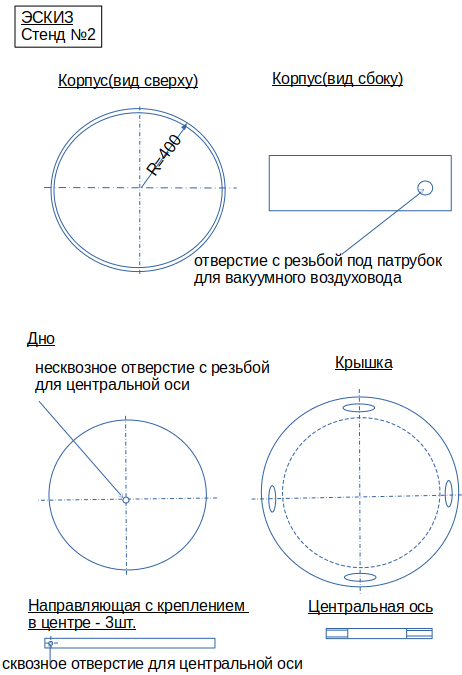 ЭСКИЗ
Стенд №2
Корпус(вид сверху)
Корпус(вид сбоку)
R=400
отверстие с резьбой под патрубок
для вакуумного воздуховода
Дно
несквозное отверстие с резьбой
для центральной оси
Крышка
Направляющая с креплением
в центре - 3шт.
Центральная ось
сквозное отверстие для центральной оси